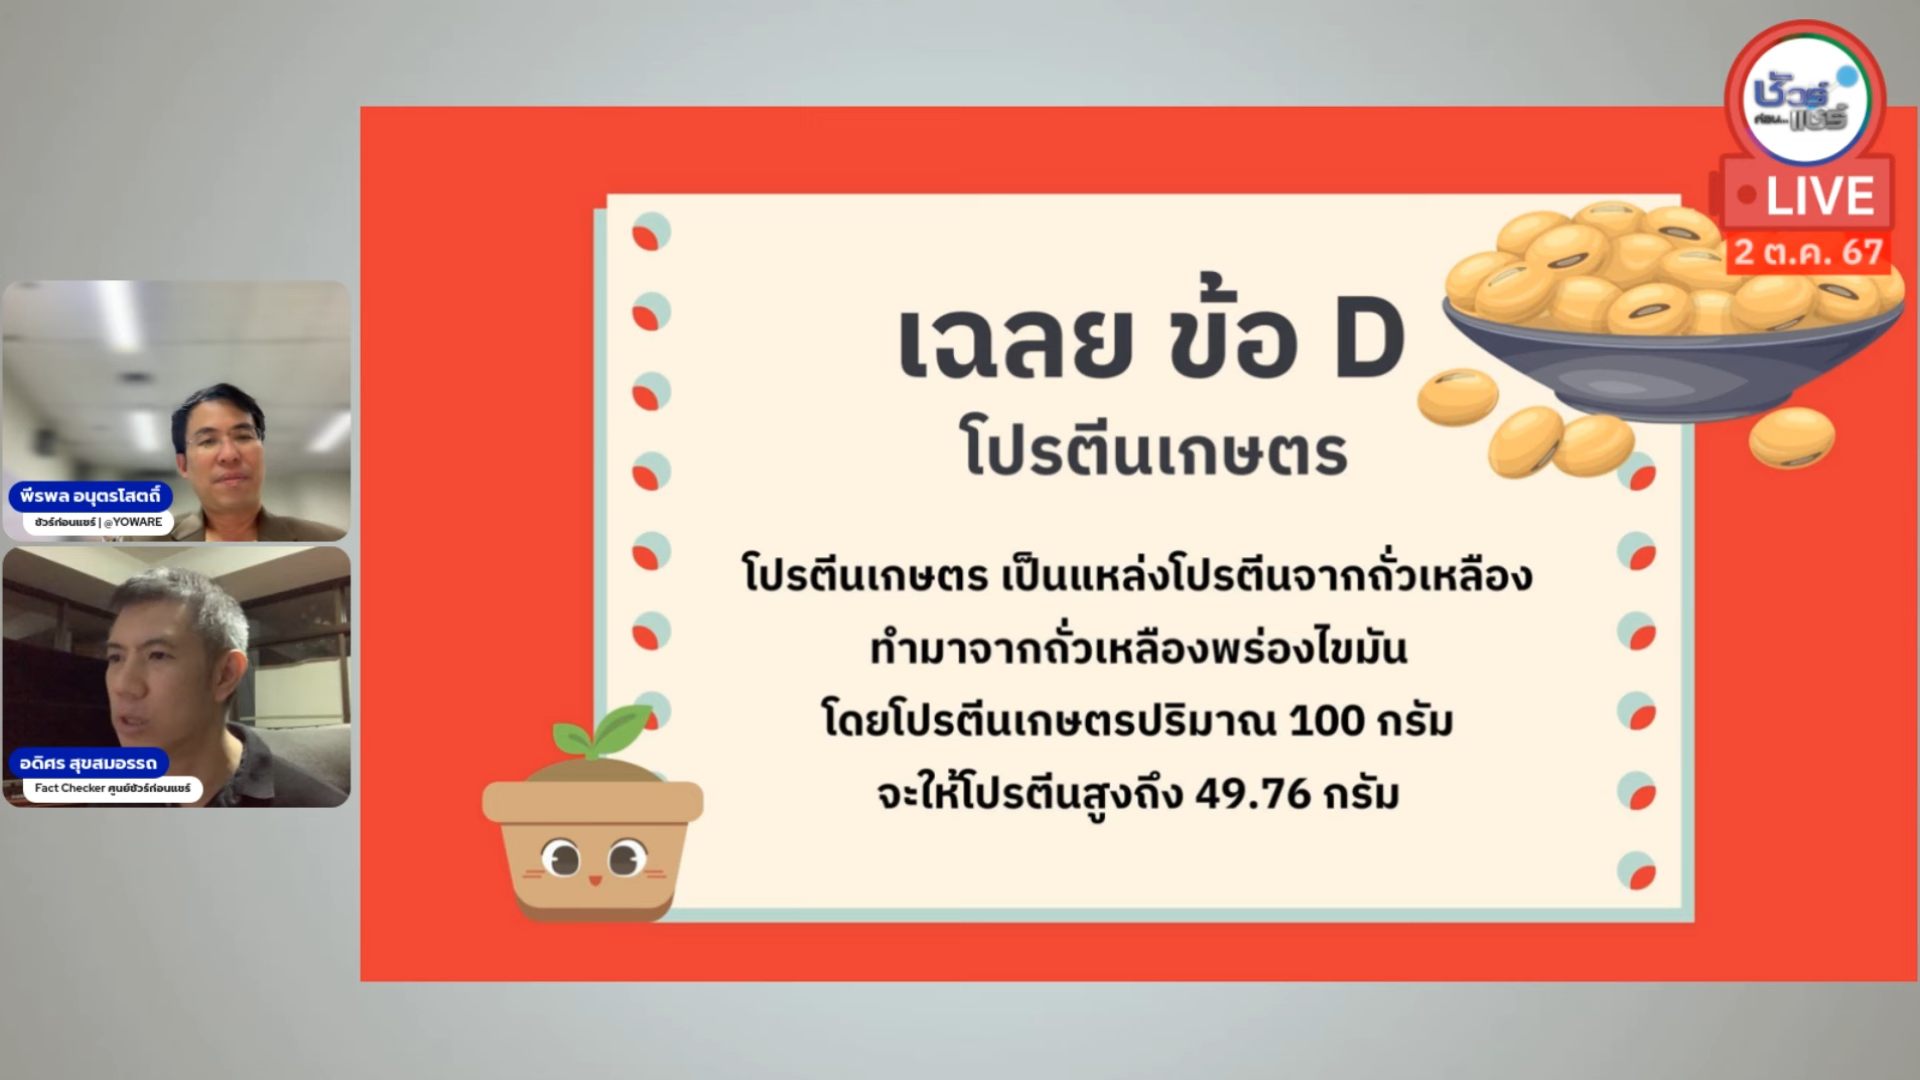 ชัวร์
ก่อน...แชร์
LIVE
2 ต.ค. 67
เฉลย ข้อ D
โปรตีนเกษตร
โปรตีนเกษตร เป็นแหล่งโปรตีนจากถั่วเหลือง
ทำมาจากถั่วเหลืองพร่องไขมัน
โดยโปรตีนเกษตรปริมาณ 100 กรัม
จะให้โปรตีนสูงถึง 49.76 กรัม
พีรพล อนุตรโสตถิ์
ชัวร์ก่อนแชร์ | @YOWARE
อดิศร สุขสมอรรถ
Fact Checker ศูนย์ชัวร์ก่อนแชร์